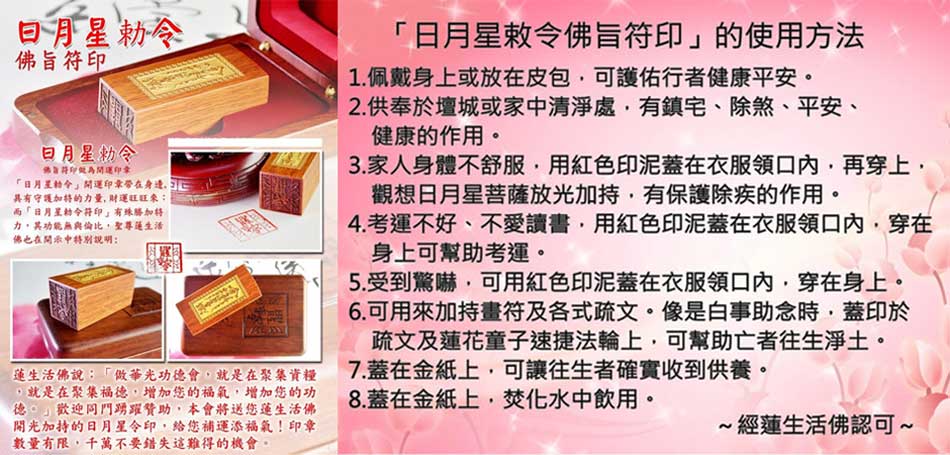 日月星勅令
佛旨符印
日月星勅令
佛旨符印做為開運印章
「日月星勅令」開運印章帶在身邊,
具有守護加特的力量,財運旺旺來;
而「日月星勅令符印」有殊勝加特
力,其功能無與倫比,聖尊蓮生活
佛也在開示中特別說明:
蓮生活佛說:「做華光功德會,就是在聚集資糧
,就是在聚集福德,增加您的福氣,增加您的功
德。」歡迎同門踴躍贊助,本會將送您蓮生活佛
開光加持的日月星令印,給您補運添福氣!印章
數量有限,千萬不要錯失這難得的機會。
「日月星敕令佛旨符印」的使用方法
1.佩戴身上或放在皮包,可護佑行者健康平安。
2.供奉於壇城或家中清淨處,有鎮宅、除煞、平安、
健康的作用。
3.家人身體不舒服,用紅色印泥蓋在衣服領口內,再穿上,
觀想日月星菩薩放光加持,有保護除疾的作用。
4.考運不好、不愛讀書,用紅色印泥蓋在衣服領口內,穿在
身上可幫助考運。
5.受到驚嚇,可用紅色印泥蓋在衣服領口內,穿在身上。
6.可用來加持畫符及各式疏文。像是白事助念時,蓋印於
疏文及蓮花童子速捷法輪上,可幫助亡者往生淨土。
7.蓋在金紙上,可讓往生者確實收到供養。
8.蓋在金紙上,焚化水中飲用。
~經蓮生活佛認可~